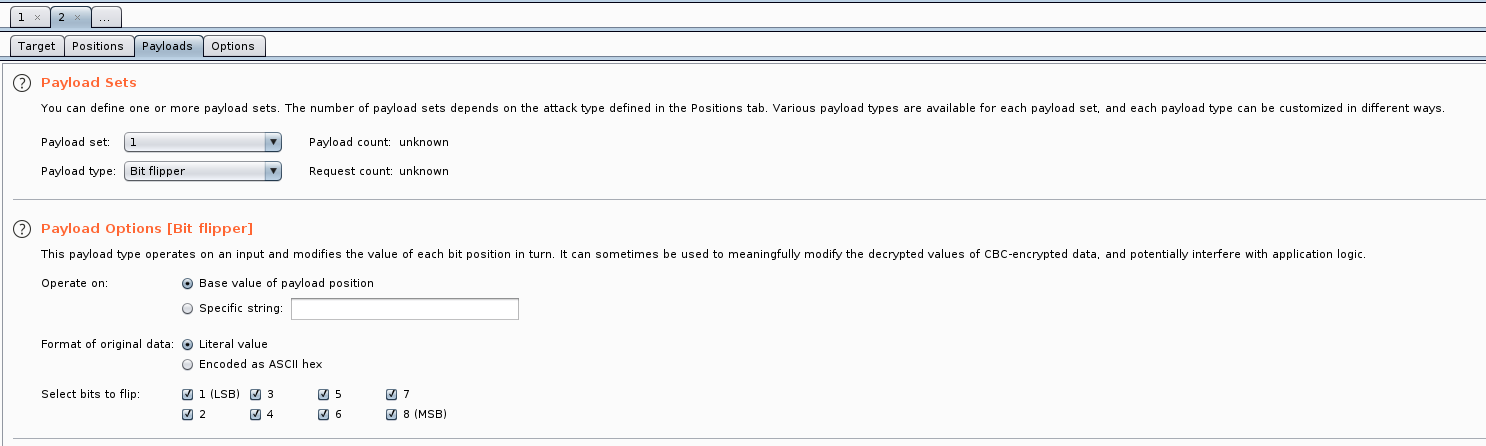 1 × 2 × ...
Target Positions Payloads Options
? Payload Sets
You can define one or more payload sets. The number of payload sets depends on the attack type defined in the Positions tab. Various payload types are available for each payload set, and each payload type can be customized in different ways.
Payload set: 1 Payload count: unknown
Payload type: Bit flipper Request count: unknown
? Payload Options [Bit flipper]
This payload type operates on an input and modifies the value of each bit position in turn. It can sometimes be used to meaningfully modify the decrypted values of CBC-encrypted data, and potentially interfere with application logic.
Operate on: Base value of payload position
Specific string:
Format of original data: Literal value
Encoded as ASCII hex
Select bits to flip: 1 (LSB) 3 5 7
2 4 6 8 (MSB)